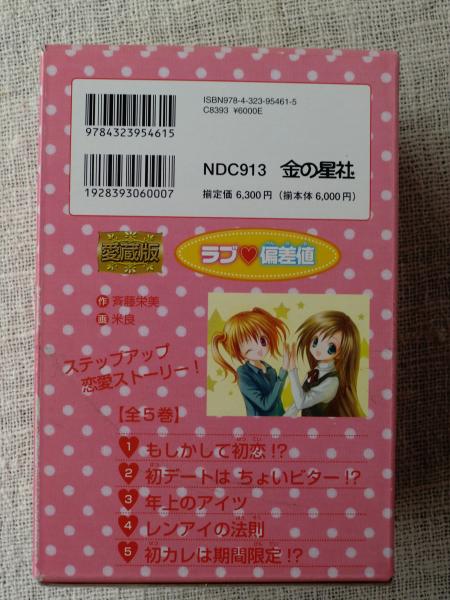 ISBN978-4-323-95461-5
C8393 ¥6000E
9784323954615
1928393060007
NDC913 金の星社
揃定価 6,300円（揃本体 6,000円）
愛蔵版
ラブ♥偏差値
作 斉藤栄美
画 米良
ステップアップ
恋愛ストーリー！
【全5巻】
1 もしかして初恋!?
2 初デートは ちょいビター!?
3 年上のアイツ
4 レンアイの法則
5 初カレは期間限定!?